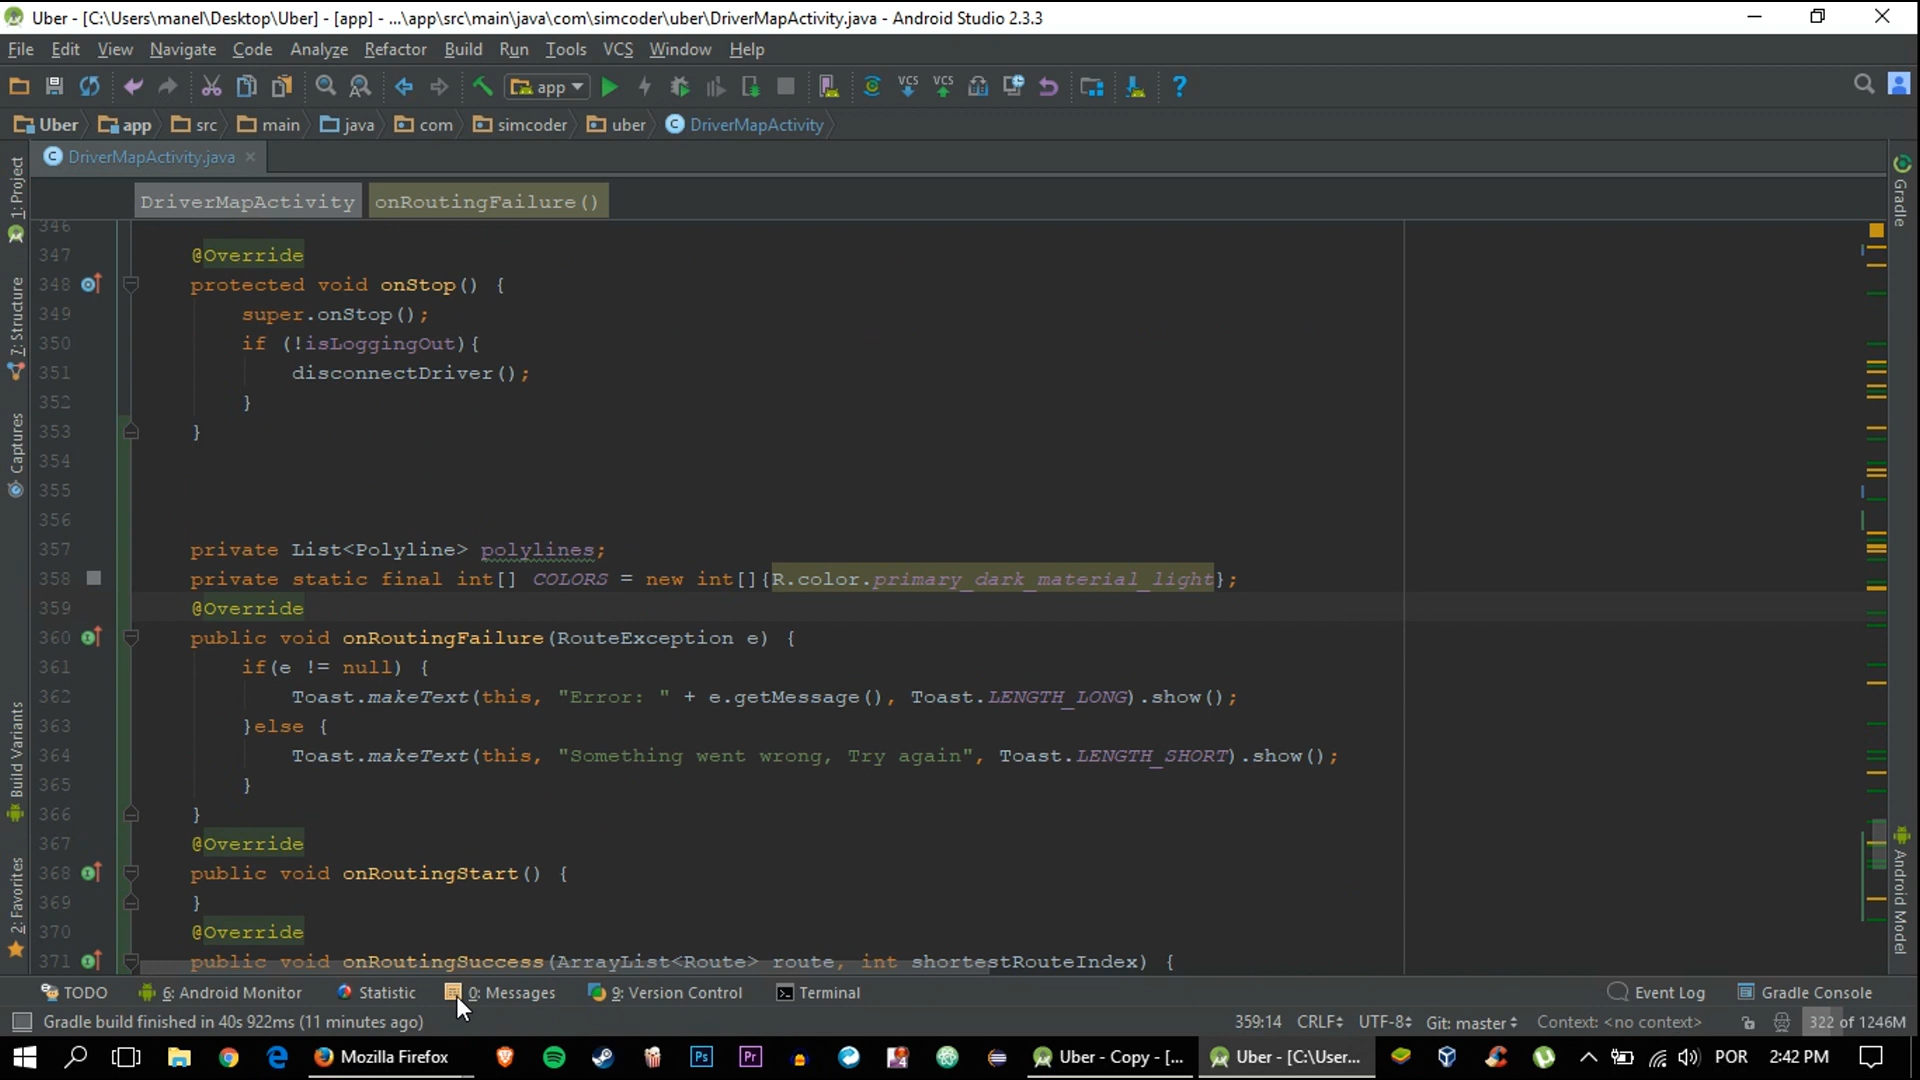 Uber - [C:\Users\manel\Desktop\Uber] - [app] - ...\app\src\main\java\com\simcoder\uber\DriverMapActivity.java - Android Studio 2.3.3
File Edit View Navigate Code Analyze Refactor Build Run Tools VCS Window Help
app VCS VCS ?
Uber app src main java com simcoder uber DriverMapActivity
DriverMapActivity.java
DriverMapActivity onRoutingFailure()
346
347 @Override
348 protected void onStop() {
349 super.onStop();
350 if (!isLoggingOut){
351 disconnectDriver();
352 }
353 }
354
355
356
357 private List<Polyline> polylines;
358 private static final int[] COLORS = new int[]{R.color.primary_dark_material_light};
359 @Override
360 public void onRoutingFailure(RouteException e) {
361 if(e != null) {
362 Toast.makeText(this, "Error: " + e.getMessage(), Toast.LENGTH_LONG).show();
363 }else {
364 Toast.makeText(this, "Something went wrong, Try again", Toast.LENGTH_SHORT).show();
365 }
366 }
367 @Override
368 public void onRoutingStart() {
369 }
370 @Override
371 public void onRoutingSuccess(ArrayList<Route> route, int shortestRouteIndex) {
1: Project
7: Structure
Captures
Build Variants
2: Favorites
Gradle
Android Model
TODO 6: Android Monitor Statistic 0: Messages 9: Version Control Terminal Event Log Gradle Console
Gradle build finished in 40s 922ms (11 minutes ago) 359:14 CRLF UTF-8 Git: master Context: <no context> 322 of 1246M
Mozilla Firefox Ps Pr Uber - Copy - [... Uber - [C:\User... POR 2:42 PM